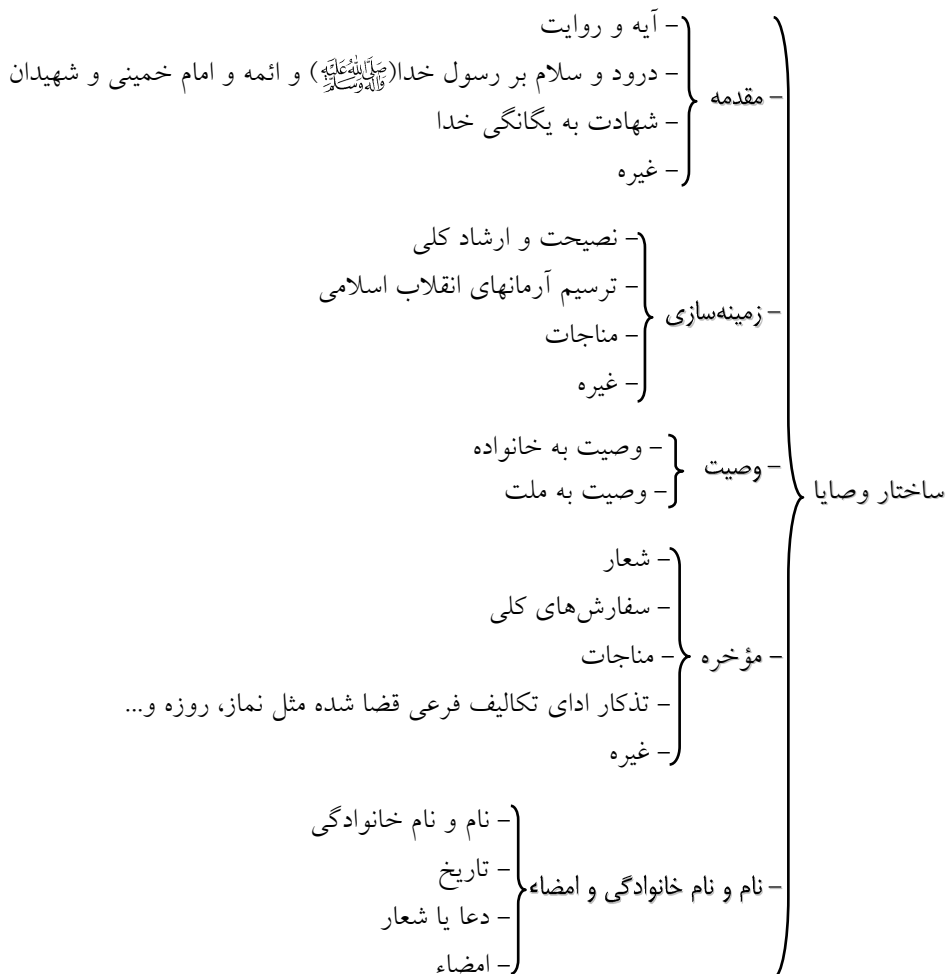 ساختار وصایا
– مقدمه
– آیه و روایت
– درود و سلام بر رسول خدا(ﷺ) و ائمه و امام خمینی و شهیدان
– شهادت به یگانگی خدا
– غیره
– زمینه‌سازی
– نصیحت و ارشاد کلی
– ترسیم آرمانهای انقلاب اسلامی
– مناجات
– غیره
– وصیت
– وصیت به خانواده
– وصیت به ملت
– مؤخره
– شعار
– سفارش‌های کلی
– مناجات
– تذکار ادای تکالیف فرعی قضا شده مثل نماز، روزه و...
– غیره
– نام و نام خانوادگی و امضاء
– نام و نام خانوادگی
– تاریخ
– دعا یا شعار
– امضاء